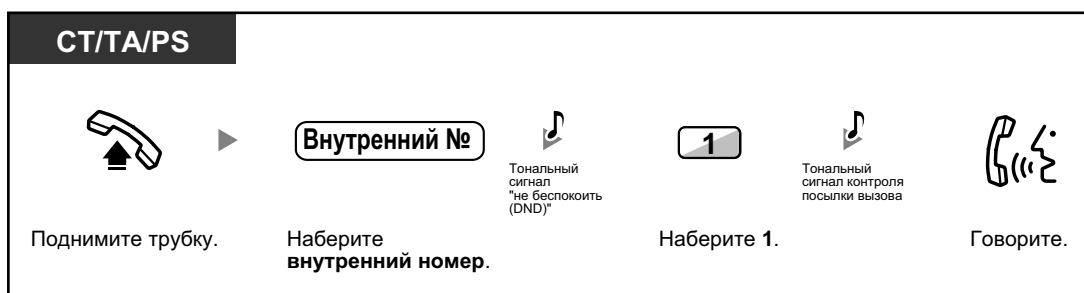 CT/TA/PS
Внутренний №
Тональный
сигнал
"не беспокоить
(DND)"
1
Тональный
сигнал контроля
посылки вызова
Поднимите трубку.
Наберите
внутренний номер.
Наберите 1.
Говорите.